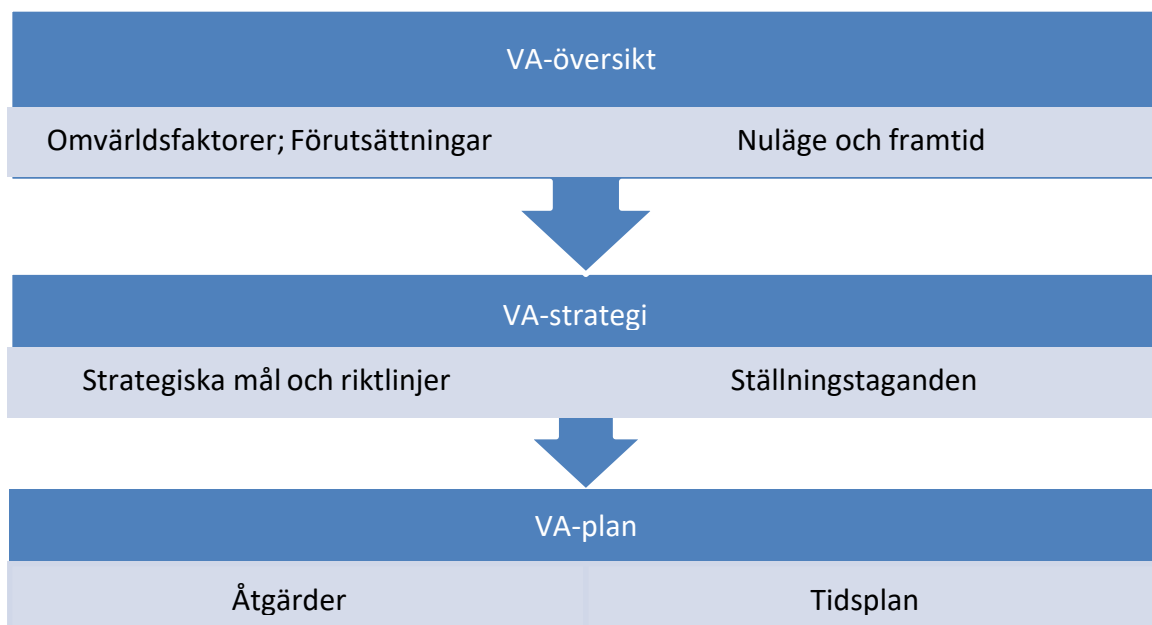 VA-översikt
Omvärldsfaktorer; Förutsättningar
Nuläge och framtid
VA-strategi
Strategiska mål och riktlinjer
Ställningstaganden
VA-plan
Åtgärder
Tidsplan